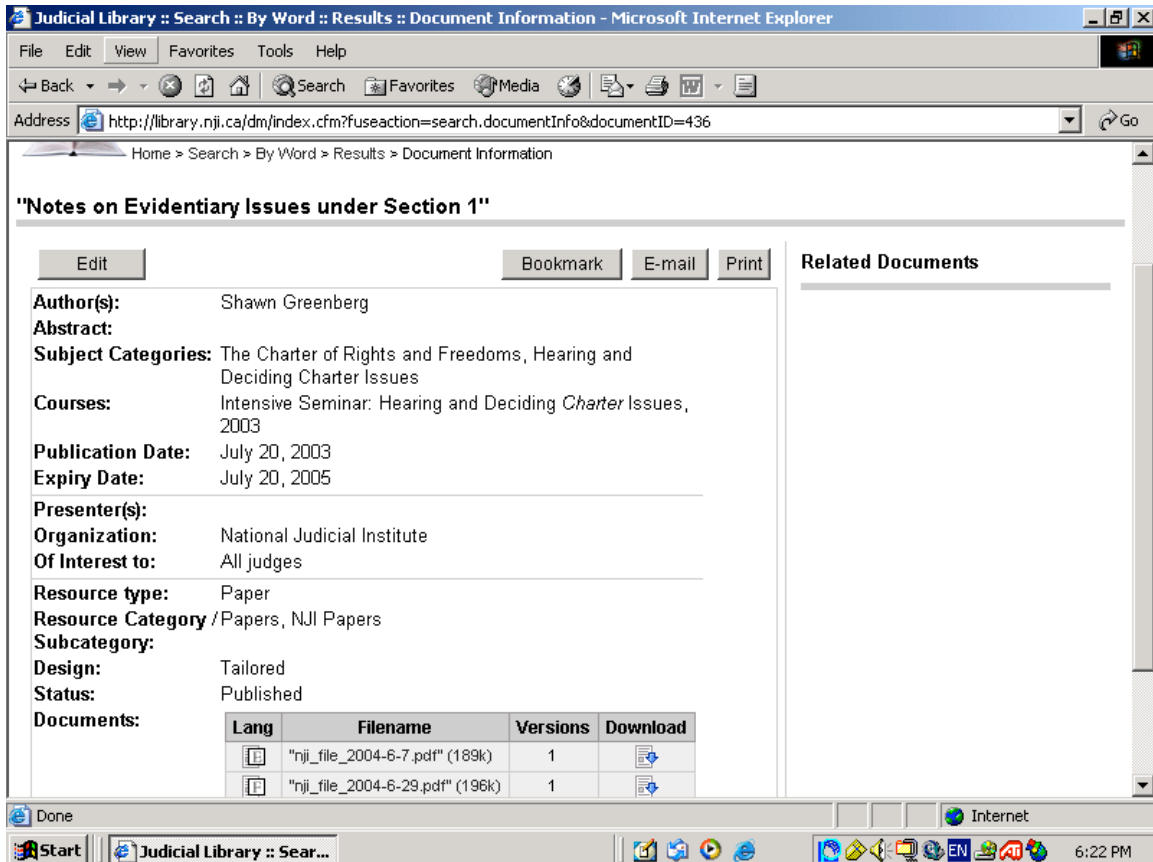 Judicial Library :: Search :: By Word :: Results :: Document Information - Microsoft Internet Explorer
File Edit View Favorites Tools Help
Back Search Favorites Media
Address http://library.nji.ca/dm/index.cfm?fuseaction=search.documentInfo&documentID=436 Go
Home > Search > By Word > Results > Document Information
"Notes on Evidentiary Issues under Section 1"
Edit Bookmark E-mail Print
Related Documents
Author(s): Shawn Greenberg
Abstract:
Subject Categories: The Charter of Rights and Freedoms, Hearing and
Deciding Charter Issues
Courses: Intensive Seminar: Hearing and Deciding Charter Issues,
2003
Publication Date: July 20, 2003
Expiry Date: July 20, 2005
Presenter(s):
Organization: National Judicial Institute
Of Interest to: All judges
Resource type: Paper
Resource Category / Papers, NJI Papers
Subcategory:
Design: Tailored
Status: Published
Documents:
Lang Filename Versions Download
E "nji_file_2004-6-7.pdf" (189k) 1
F "nji_file_2004-6-29.pdf" (196k) 1
Done Internet
Start Judicial Library :: Sear... EN 6:22 PM